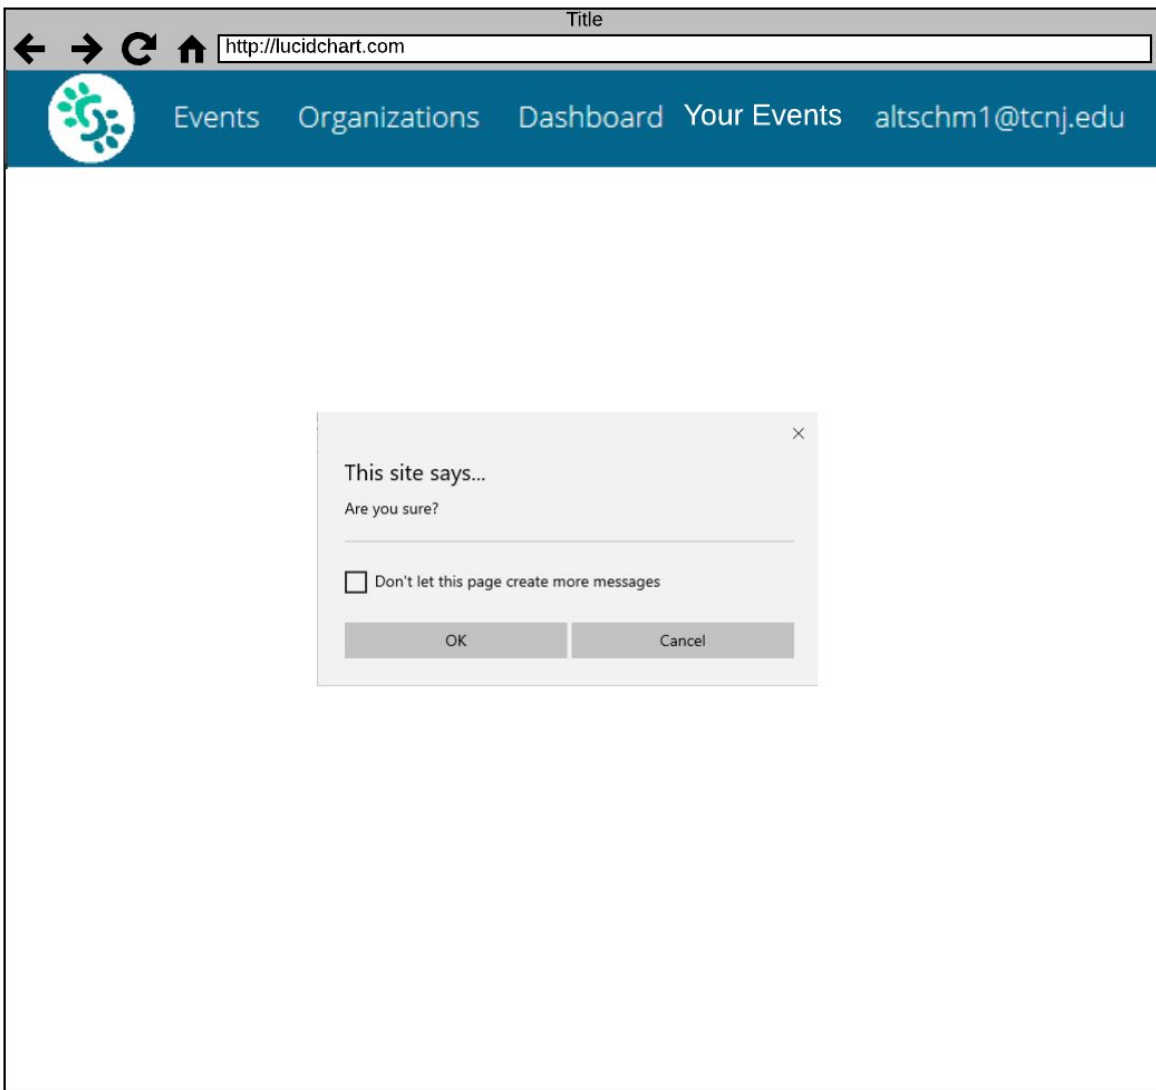 Title
http://lucidchart.com
Events Organizations Dashboard Your Events altschm1@tcnj.edu
This site says...
Are you sure?
Don't let this page create more messages
OK Cancel